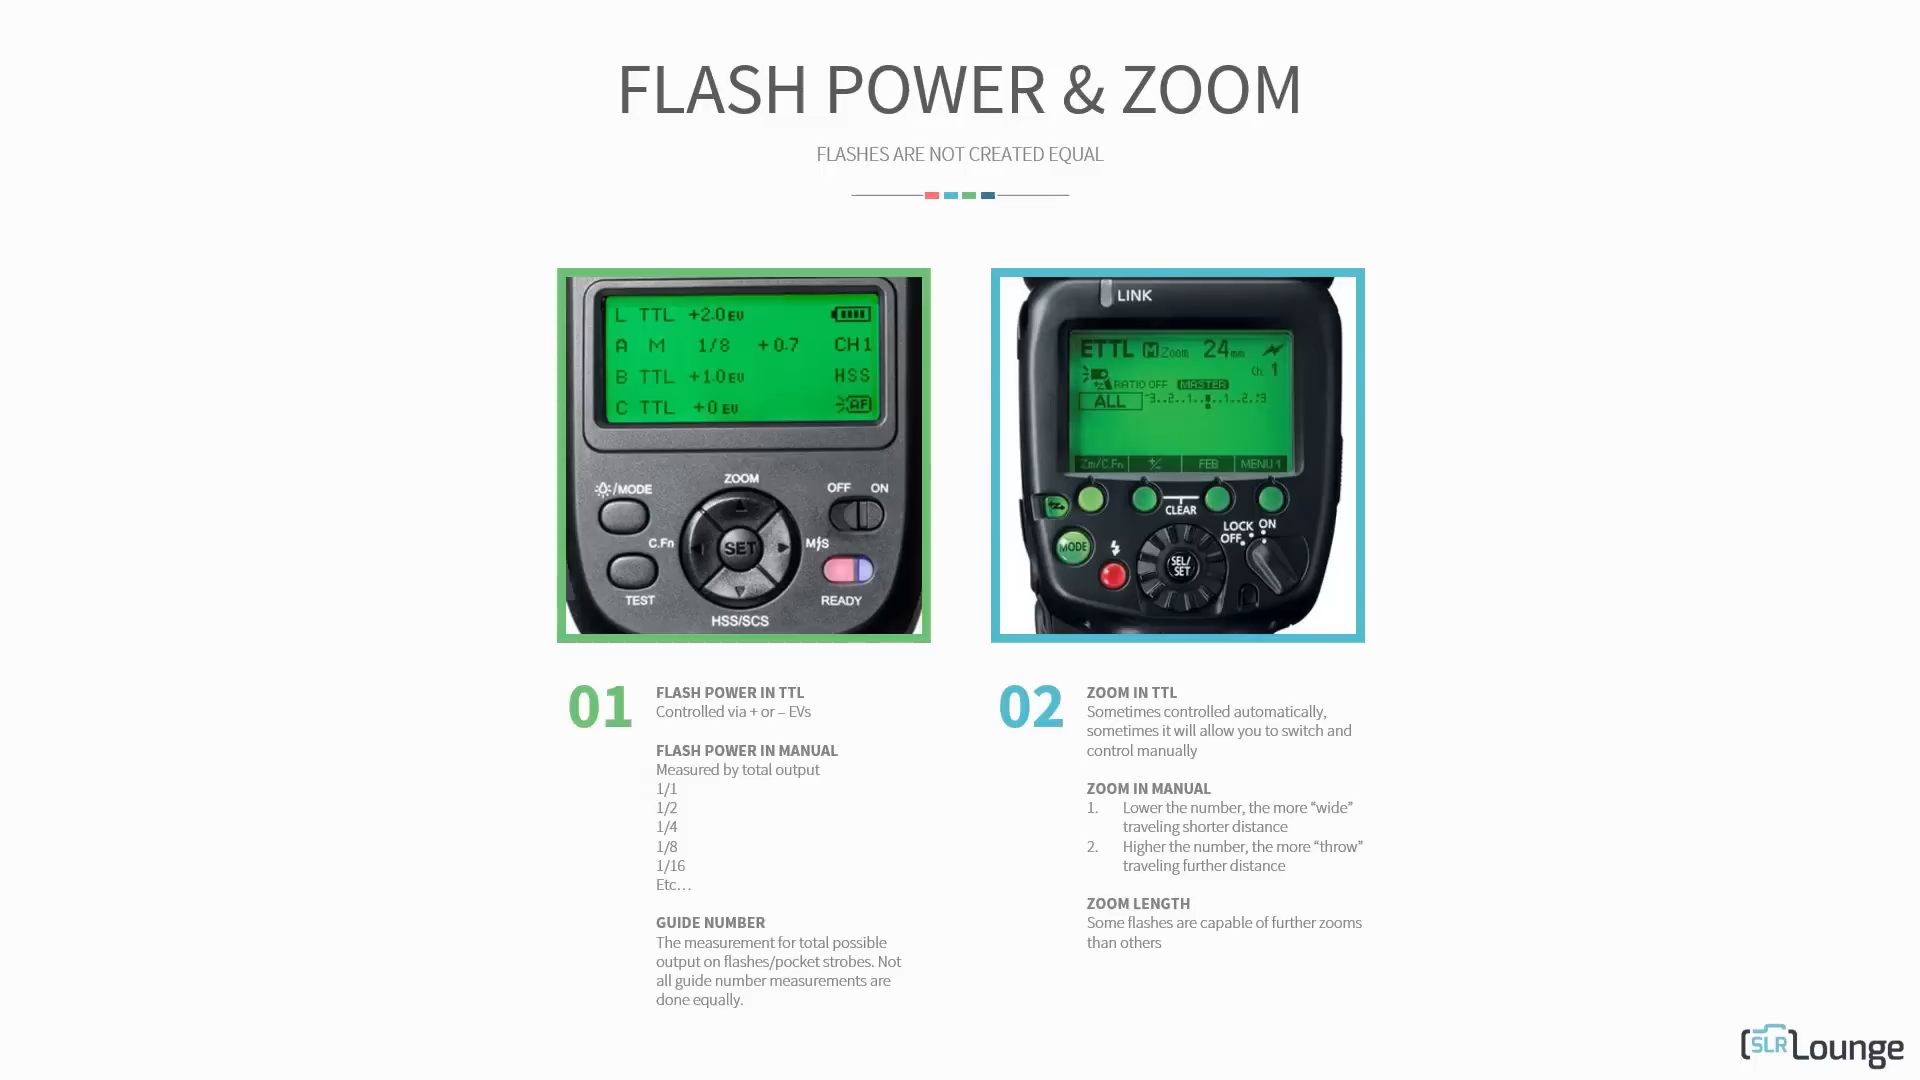 FLASH POWER & ZOOM
FLASHES ARE NOT CREATED EQUAL
L TTL +2.0 EV
A M 1/8 +0.7 CH1
B TTL +1.0 EV HSS
C TTL +0 EV AF
ZOOM
/MODE
OFF ON
C.Fn
SET
M/S
TEST
READY
HSS/SCS
LINK
ETTL M Zoom 24mm
Ch. 1
RATIO OFF MASTER
ALL -3..2..1..!..1..2..+3
Zm/C.Fn +/- FEB MENU 1
CLEAR
LOCK ON
OFF
MODE
SEL/
SET
01
FLASH POWER IN TTL
Controlled via + or – EVs
FLASH POWER IN MANUAL
Measured by total output
1/1
1/2
1/4
1/8
1/16
Etc…
GUIDE NUMBER
The measurement for total possible
output on flashes/pocket strobes. Not
all guide number measurements are
done equally.
02
ZOOM IN TTL
Sometimes controlled automatically,
sometimes it will allow you to switch and
control manually
ZOOM IN MANUAL
1. Lower the number, the more “wide”
traveling shorter distance
2. Higher the number, the more “throw”
traveling further distance
ZOOM LENGTH
Some flashes are capable of further zooms
than others
SLR Lounge